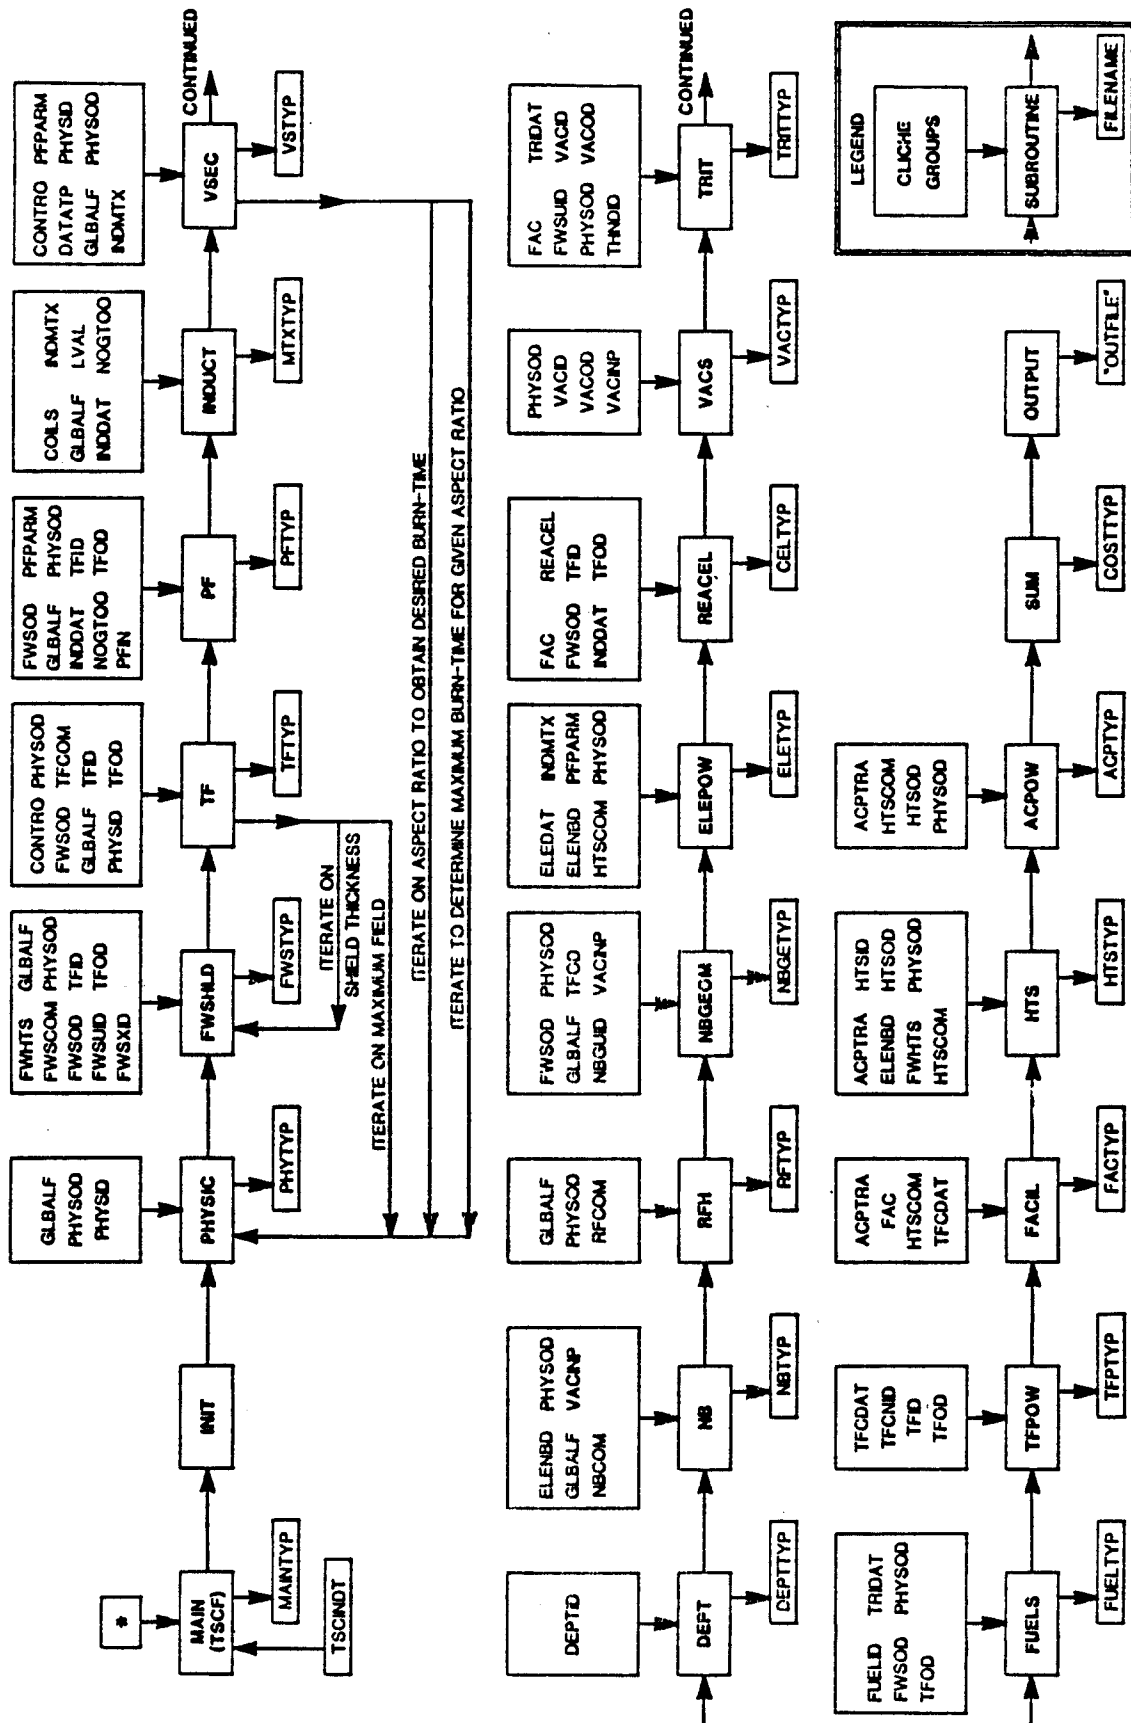 *
MAIN
(TSCF)
MAINTYP
TSCINDT
INIT
GLBALF
PHYSOD
PHYSID
PHYSIC
PHYTYP
FWHTS GLBALF
FWSCOM PHYSOD
FWSOD TFID
FWSUID TFOD
FWSXID
FWSHLD
FWSTYP
CONTRO PHYSOD
FWSOD TFCOM
GLBALF TFID
PHYSID TFOD
TF
TFTYP
FWSOD PFPARM
GLBALF PHYSOD
INDDAT TFID
NOGTOO TFOD
PFIN
PF
PFTYP
COILS INDMTX
GLBALF LVAL
INDDAT NOGTOO
INDUCT
MTXTYP
CONTRO PFPARM
DATATP PHYSID
GLBALF PHYSOD
INDMTX
VSEC
VSTYP
CONTINUED
ITERATE ON
SHIELD THICKNESS
ITERATE ON MAXIMUM FIELD
ITERATE ON ASPECT RATIO TO OBTAIN DESIRED BURN-TIME
ITERATE TO DETERMINE MAXIMUM BURN-TIME FOR GIVEN ASPECT RATIO
DEPTID
DEPT
DEPTTYP
ELENBD PHYSOD
GLBALF VACINP
NBCOM
NB
NBTYP
GLBALF
PHYSOD
RFCOM
RFH
RFTYP
FWSOD PHYSOD
GLBALF TFCD
NBGUID VACINP
NBGEOM
NBGETYP
ELEDAT INDMTX
ELENBD PFPARM
HTSCOM PHYSOD
ELEPOW
ELETYP
FAC REACEL
FWSOD TFID
INDDAT TFOD
REACEL
CELTYP
PHYSOD
VACID
VACOD
VACINP
VACS
VACTYP
FAC TRIDAT
FWSUID VACID
PHYSOD VACOD
THNDID
TRIT
TRITTYP
CONTINUED
FUELID TRIDAT
FWSOD PHYSOD
TFOD
FUELS
FUELTYP
TFCDAT
TFCNID
TFID
TFOD
TFPOW
TFPTYP
ACPTRA
FAC
HTSCOM
TFCDAT
FACIL
FACTYP
ACPTRA HTSID
ELENBD HTSOD
FWHTS PHYSOD
HTSCOM
HTS
HTSTYP
ACPTRA
HTSCOM
HTSOD
PHYSOD
ACPOW
ACPTYP
SUM
COSTTYP
OUTPUT
"OUTFILE"
LEGEND
CLICHE
GROUPS
SUBROUTINE
FILENAME